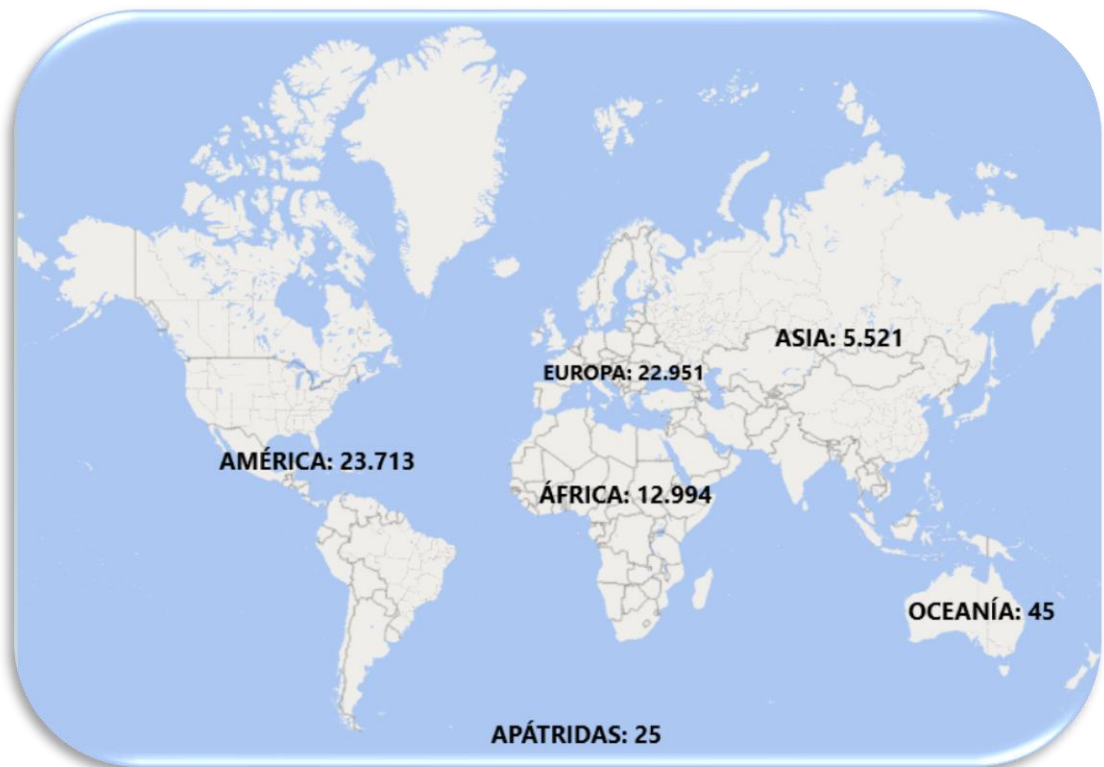 ASIA: 5.521
EUROPA: 22.951
AMÉRICA: 23.713
ÁFRICA: 12.994
OCEANÍA: 45
APÁTRIDAS: 25